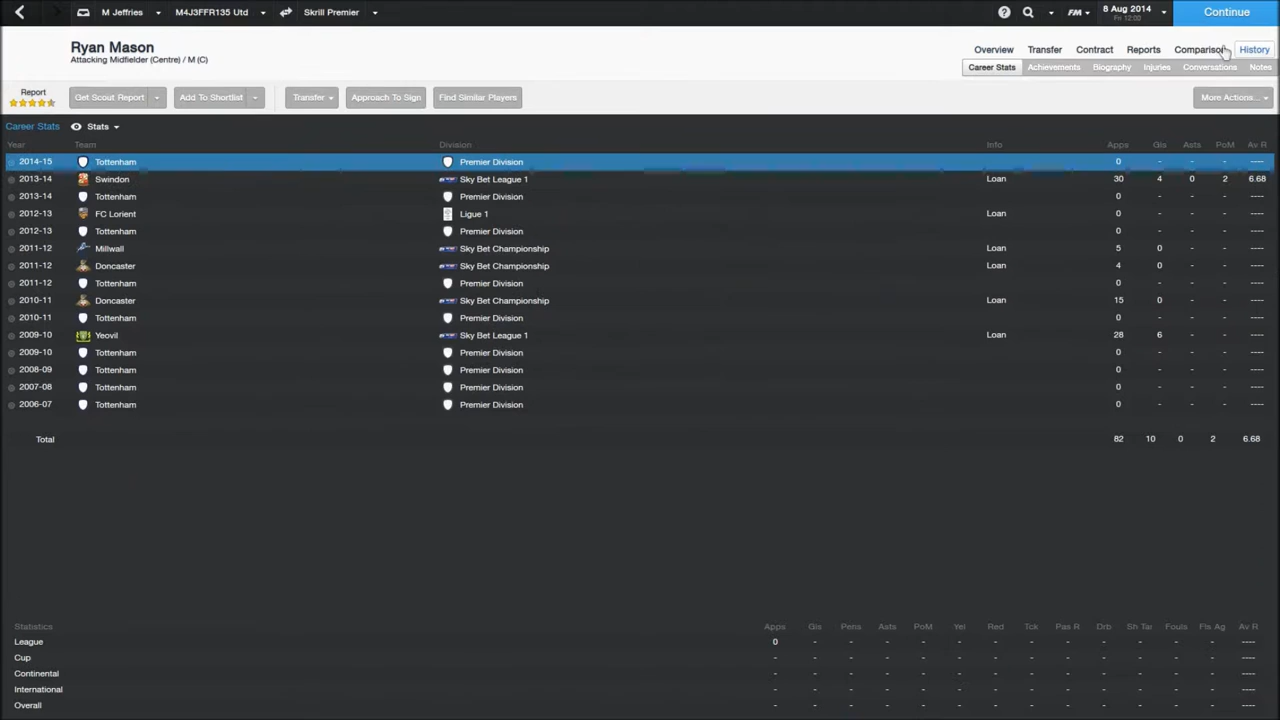 M Jeffries M4J3FFR135 Utd Skrill Premier FM 8 Aug 2014 Fri 12:00 Continue
Ryan Mason
Attacking Midfielder (Centre) / M (C)
Overview Transfer Contract Reports Comparison History
Career Stats Achievements Biography Injuries Conversations Notes
Report Get Scout Report Add To Shortlist Transfer Approach To Sign Find Similar Players More Actions...
Career Stats Stats
Year Team Division Info Apps Gls Asts PoM Av R
2014-15 Tottenham Premier Division 0 - - - ----
2013-14 Swindon Sky Bet League 1 Loan 30 4 0 2 6.68
2013-14 Tottenham Premier Division 0 - - - ----
2012-13 FC Lorient Ligue 1 Loan 0 - - - ----
2012-13 Tottenham Premier Division 0 - - - ----
2011-12 Millwall Sky Bet Championship Loan 5 0 - - ----
2011-12 Doncaster Sky Bet Championship Loan 4 0 - - ----
2011-12 Tottenham Premier Division 0 - - - ----
2010-11 Doncaster Sky Bet Championship Loan 15 0 - - ----
2010-11 Tottenham Premier Division 0 - - - ----
2009-10 Yeovil Sky Bet League 1 Loan 28 6 - - ----
2009-10 Tottenham Premier Division 0 - - - ----
2008-09 Tottenham Premier Division 0 - - - ----
2007-08 Tottenham Premier Division 0 - - - ----
2006-07 Tottenham Premier Division 0 - - - ----
Total 82 10 0 2 6.68
Statistics Apps Gls Pens Asts PoM Yel Red Tck Pas R Drb Sh Tar Fouls Fls Ag Av R
League 0 - - - - - - - - - - - - ----
Cup - - - - - - - - - - - - - ----
Continental - - - - - - - - - - - - - ----
International - - - - - - - - - - - - - ----
Overall - - - - - - - - - - - - - ----